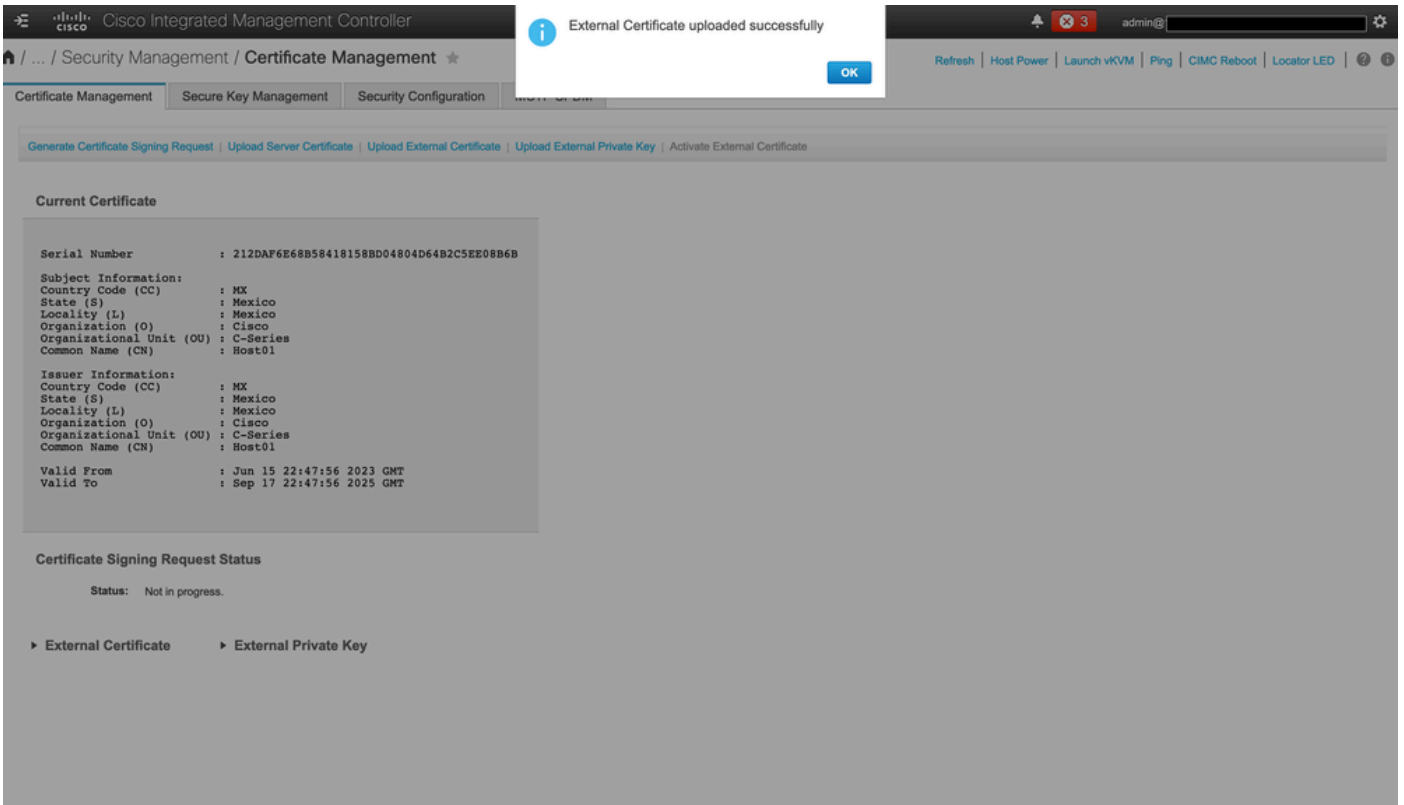 cisco Cisco Integrated Management Controller
External Certificate uploaded successfully
OK
3 admin@
/ ... / Security Management / Certificate Management
Refresh | Host Power | Launch vKVM | Ping | CIMC Reboot | Locator LED |
Certificate Management Secure Key Management Security Configuration
Generate Certificate Signing Request | Upload Server Certificate | Upload External Certificate | Upload External Private Key | Activate External Certificate
Current Certificate
Serial Number : 212DAF6E68B58418158BD04804D64B2C5EE08B6B
Subject Information:
Country Code (CC) : MX
State (S) : Mexico
Locality (L) : Mexico
Organization (O) : Cisco
Organizational Unit (OU) : C-Series
Common Name (CN) : Host01
Issuer Information:
Country Code (CC) : MX
State (S) : Mexico
Locality (L) : Mexico
Organization (O) : Cisco
Organizational Unit (OU) : C-Series
Common Name (CN) : Host01
Valid From : Jun 15 22:47:56 2023 GMT
Valid To : Sep 17 22:47:56 2025 GMT
Certificate Signing Request Status
Status: Not in progress.
External Certificate External Private Key